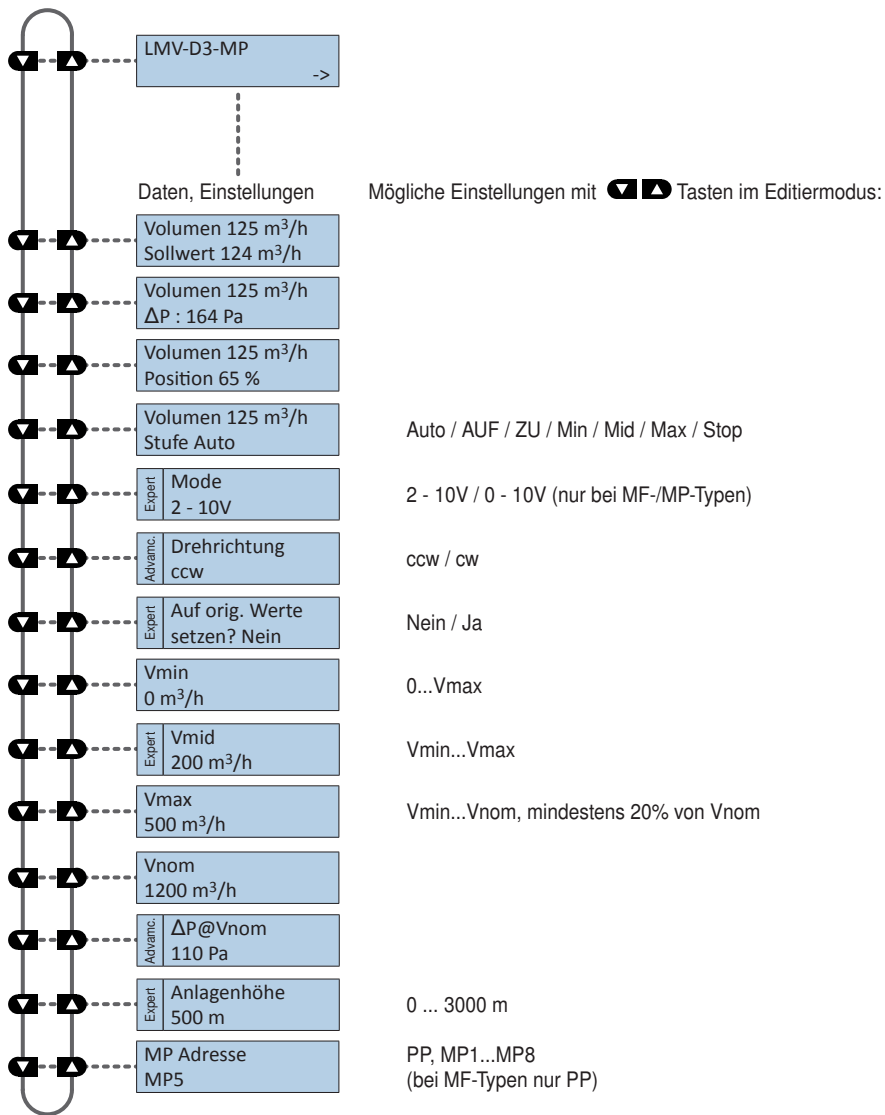 LMV-D3-MP
->
Daten, Einstellungen
Mögliche Einstellungen mit Tasten im Editiermodus:
Volumen 125 m³/h
Sollwert 124 m³/h
Volumen 125 m³/h
ΔP : 164 Pa
Volumen 125 m³/h
Position 65 %
Volumen 125 m³/h
Stufe Auto
Auto / AUF / ZU / Min / Mid / Max / Stop
Expert
Mode
2 - 10V
2 - 10V / 0 - 10V (nur bei MF-/MP-Typen)
Advamc.
Drehrichtung
ccw
ccw / cw
Expert
Auf orig. Werte
setzen? Nein
Nein / Ja
Vmin
0 m³/h
0...Vmax
Expert
Vmid
200 m³/h
Vmin...Vmax
Vmax
500 m³/h
Vmin...Vnom, mindestens 20% von Vnom
Vnom
1200 m³/h
Advamc.
ΔP@Vnom
110 Pa
Expert
Anlagenhöhe
500 m
0 ... 3000 m
MP Adresse
MP5
PP, MP1...MP8
(bei MF-Typen nur PP)